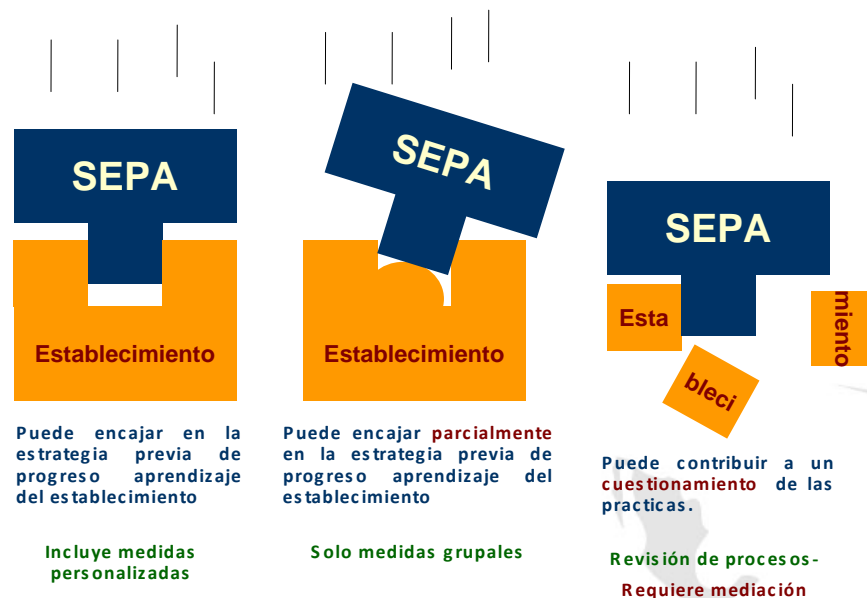 SEPA
Establecimiento
Puede encajar en la
estrategia previa de
progreso aprendizaje
del establecimiento
Incluye medidas
personalizadas
SEPA
Establecimiento
Puede encajar parcialmente
en la estrategia previa de
progreso aprendizaje del
establecimiento
Solo medidas grupales
SEPA
Esta
bleci
miento
Puede contribuir a un
cuestionamiento de las
practicas.
Revisión de procesos-
Requiere mediación